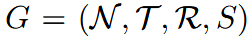 G = (𝒩, 𝒯, ℛ, S)